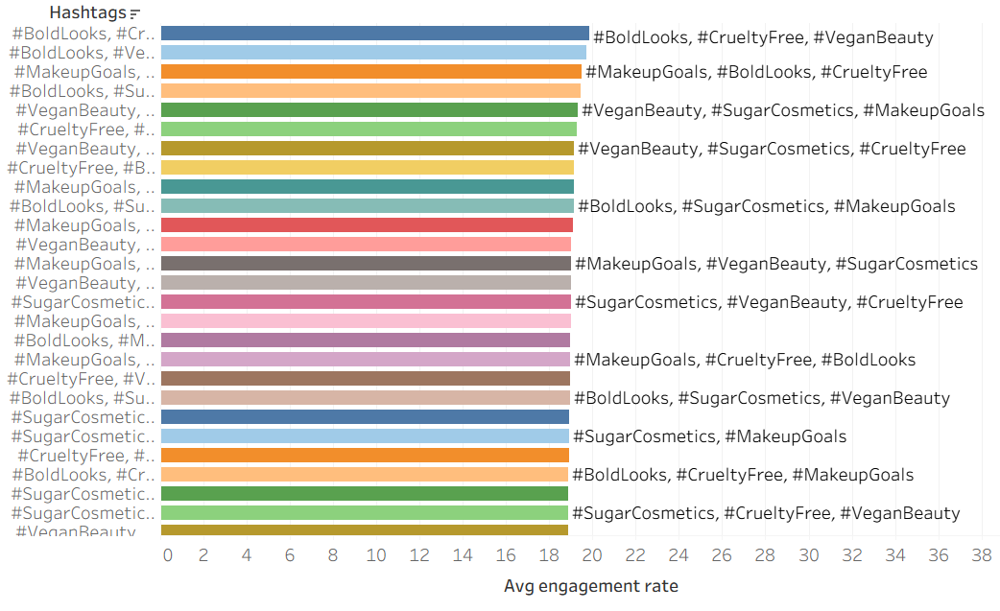 Hashtags
#BoldLooks, #Cr..
#BoldLooks, #CrueltyFree, #VeganBeauty
#BoldLooks, #Ve..
#MakeupGoals, ..
#MakeupGoals, #BoldLooks, #CrueltyFree
#BoldLooks, #Su..
#VeganBeauty, ..
#VeganBeauty, #SugarCosmetics, #MakeupGoals
#CrueltyFree, #..
#VeganBeauty, ..
#VeganBeauty, #SugarCosmetics, #CrueltyFree
#CrueltyFree, #B..
#MakeupGoals, ..
#BoldLooks, #Su..
#BoldLooks, #SugarCosmetics, #MakeupGoals
#MakeupGoals, ..
#VeganBeauty, ..
#MakeupGoals, ..
#MakeupGoals, #VeganBeauty, #SugarCosmetics
#VeganBeauty, ..
#SugarCosmetic..
#SugarCosmetics, #VeganBeauty, #CrueltyFree
#MakeupGoals, ..
#BoldLooks, #M..
#MakeupGoals, ..
#MakeupGoals, #CrueltyFree, #BoldLooks
#CrueltyFree, #V..
#BoldLooks, #Su..
#BoldLooks, #SugarCosmetics, #VeganBeauty
#SugarCosmetic..
#SugarCosmetic..
#SugarCosmetics, #MakeupGoals
#CrueltyFree, #..
#BoldLooks, #Cr..
#BoldLooks, #CrueltyFree, #MakeupGoals
#SugarCosmetic..
#SugarCosmetic..
#SugarCosmetics, #CrueltyFree, #VeganBeauty
#VeganBeauty, ..
0 2 4 6 8 10 12 14 16 18 20 22 24 26 28 30 32 34 36 38
Avg engagement rate